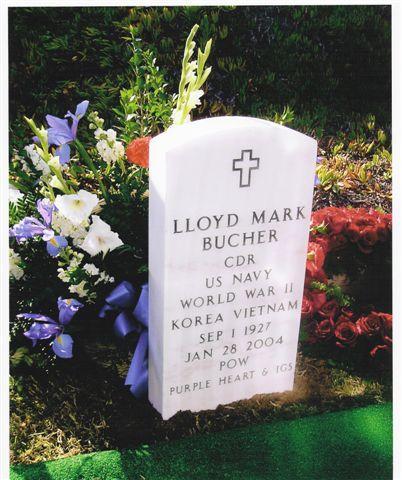 LLOYD MARK
BUCHER
CDR
US NAVY
WORLD WAR II
KOREA VIETNAM
SEP 1 1927
JAN 28 2004
POW
PURPLE HEART & IGS